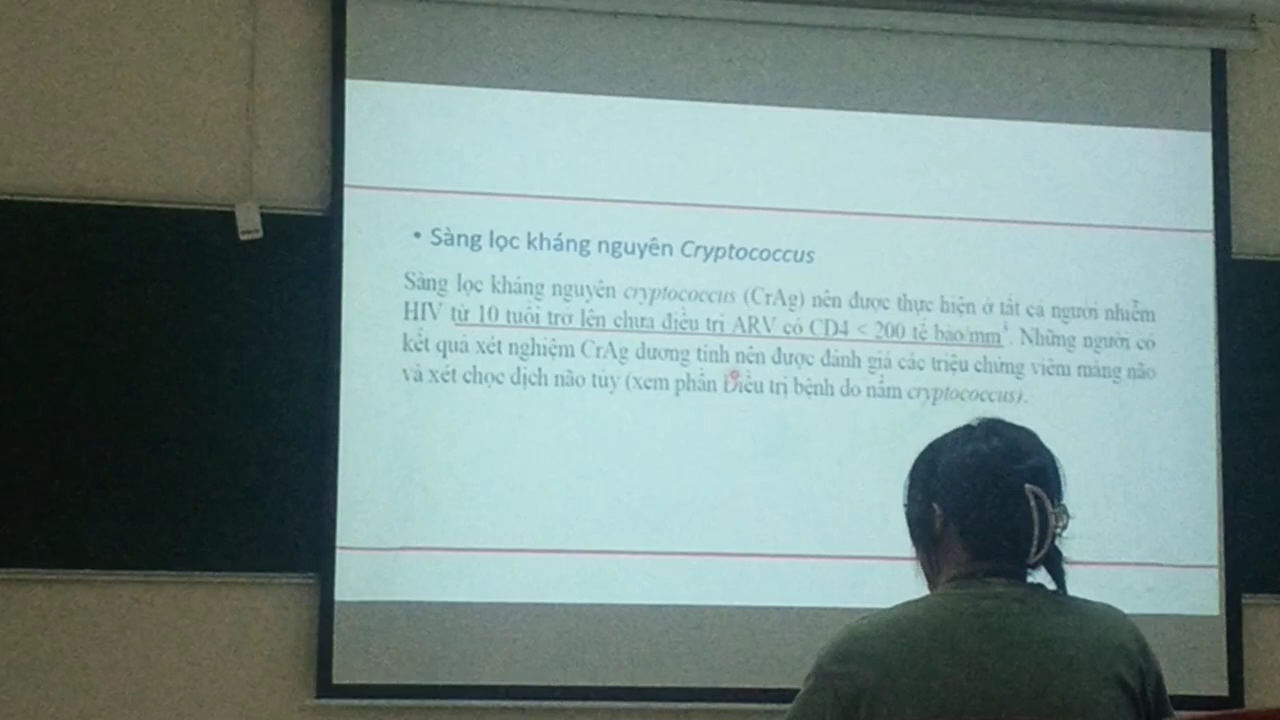 • Sàng lọc kháng nguyên Cryptococcus
Sàng lọc kháng nguyên cryptococcus (CrAg) nên được thực hiện ở tất cả người nhiễm
HIV từ 10 tuổi trở lên chưa điều trị ARV có CD4 < 200 tế bào/mm³. Những người có
kết quả xét nghiệm CrAg dương tính nên được đánh giá các triệu chứng viêm màng não
và xét chọc dịch não tủy (xem phần Điều trị bệnh do nấm cryptococcus).